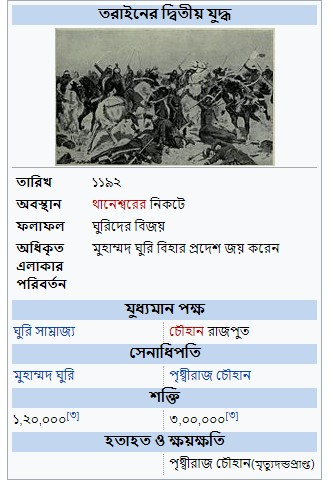 তরাইনের দ্বিতীয় যুদ্ধ
তারিখ ১১৯২
অবস্থান থানেশ্বরের নিকটে
ফলাফল ঘুরিদের বিজয়
অধিকৃত মুহাম্মদ ঘুরি বিহার প্রদেশ জয় করেন
এলাকার
পরিবর্তন
যুধ্যমান পক্ষ
ঘুরি সাম্রাজ্য চৌহান রাজপুত
সেনাধিপতি
মুহাম্মদ ঘুরি পৃথ্বীরাজ চৌহান
শক্তি
১,২০,০০০[৩] ৩,০০,০০০[৩]
হতাহত ও ক্ষয়ক্ষতি
পৃথ্বীরাজ চৌহান(মৃত্যুদন্ডপ্রাপ্ত)